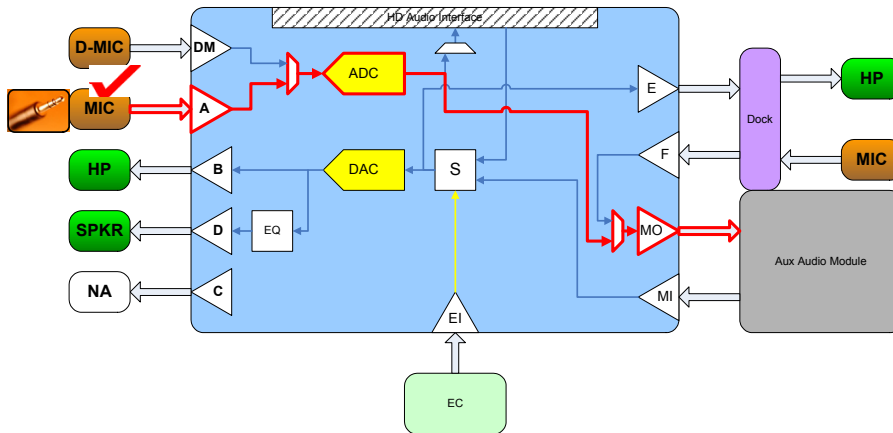 HD Audio Interface
D-MIC
DM
ADC
MIC
A
E
HP
Dock
HP
B
DAC
S
F
MIC
SPKR
D
EQ
MO
Aux Audio Module
NA
C
MI
EI
EC